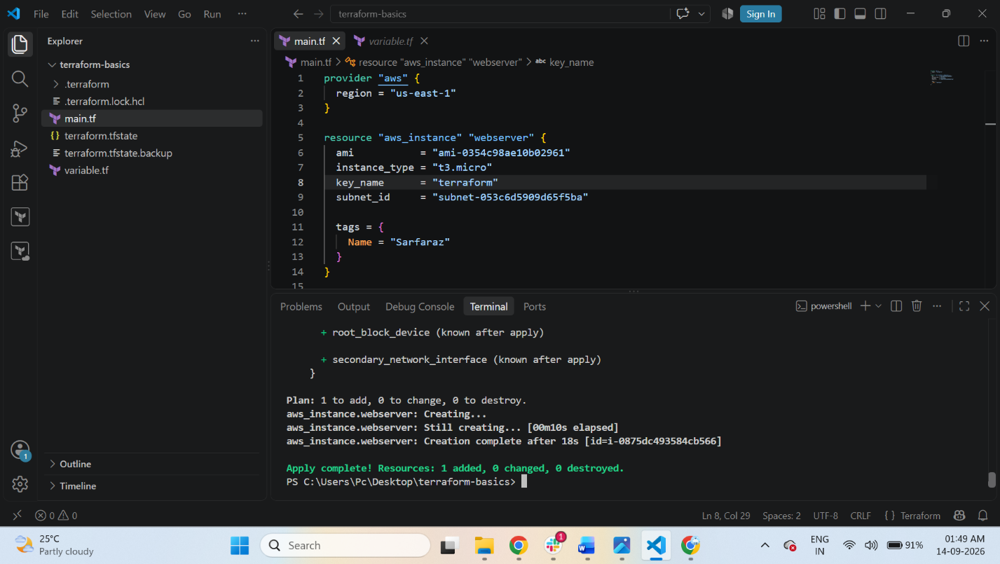 File Edit Selection View Go Run ··· terraform-basics Sign In
Explorer ···
terraform-basics
.terraform
.terraform.lock.hcl
main.tf
{} terraform.tfstate
terraform.tfstate.backup
variable.tf
Outline
Timeline
main.tf variable.tf
main.tf > resource "aws_instance" "webserver" > abc key_name
1 provider "aws" {
2 region = "us-east-1"
3 }
4
5 resource "aws_instance" "webserver" {
6 ami = "ami-0354c98ae10b02961"
7 instance_type = "t3.micro"
8 key_name = "terraform"
9 subnet_id = "subnet-053c6d5909d65f5ba"
10
11 tags = {
12 Name = "Sarfaraz"
13 }
14 }
15
Problems Output Debug Console Terminal Ports powershell
+ root_block_device (known after apply)
+ secondary_network_interface (known after apply)
}
Plan: 1 to add, 0 to change, 0 to destroy.
aws_instance.webserver: Creating...
aws_instance.webserver: Still creating... [00m10s elapsed]
aws_instance.webserver: Creation complete after 18s [id=i-0875dc493584cb566]
Apply complete! Resources: 1 added, 0 changed, 0 destroyed.
PS C:\Users\Pc\Desktop\terraform-basics>
1
0 0 Ln 8, Col 29 Spaces: 2 UTF-8 CRLF {} Terraform
25°C
Partly cloudy
Search
1
ENG
IN
91%
01:49 AM
14-09-2026